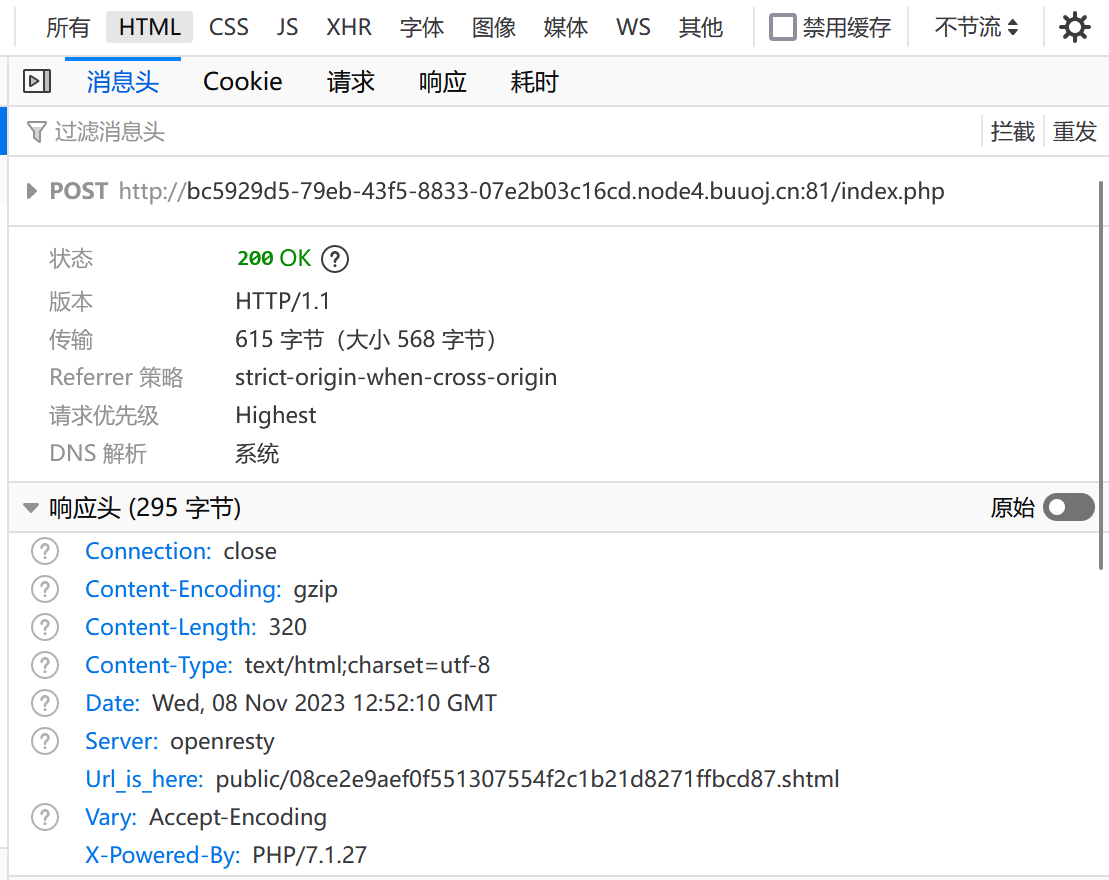 所有 HTML CSS JS XHR 字体 图像 媒体 WS 其他 禁用缓存 不节流
消息头 Cookie 请求 响应 耗时
过滤消息头 拦截 重发
POST http://bc5929d5-79eb-43f5-8833-07e2b03c16cd.node4.buuoj.cn:81/index.php
状态 200 OK ?
版本 HTTP/1.1
传输 615 字节（大小 568 字节）
Referrer 策略 strict-origin-when-cross-origin
请求优先级 Highest
DNS 解析 系统
响应头 (295 字节) 原始
? Connection: close
? Content-Encoding: gzip
? Content-Length: 320
? Content-Type: text/html;charset=utf-8
? Date: Wed, 08 Nov 2023 12:52:10 GMT
? Server: openresty
Url_is_here: public/08ce2e9aef0f551307554f2c1b21d8271ffbcd87.shtml
? Vary: Accept-Encoding
X-Powered-By: PHP/7.1.27